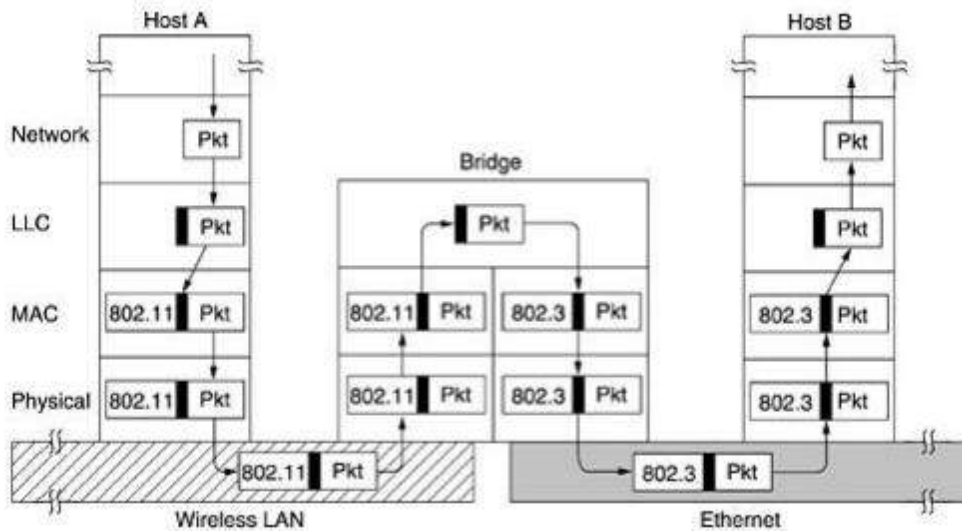 Host A Host B
Network Pkt Pkt
Bridge
LLC Pkt Pkt Pkt
MAC 802.11 Pkt 802.11 Pkt 802.3 Pkt 802.3 Pkt
Physical 802.11 Pkt 802.11 Pkt 802.3 Pkt 802.3 Pkt
802.11 Pkt 802.3 Pkt
Wireless LAN Ethernet